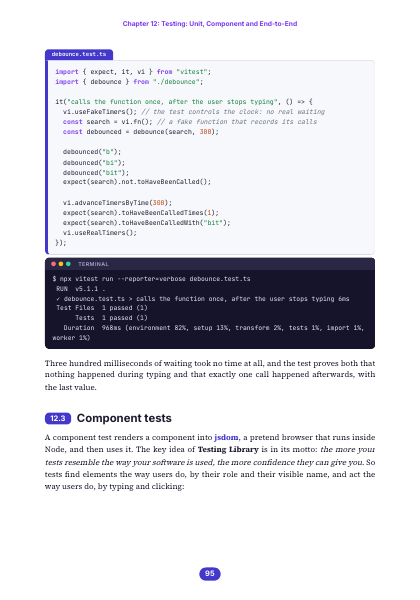 Chapter 12: Testing: Unit, Component and End-to-End
debounce.test.ts
import { expect, it, vi } from "vitest";
import { debounce } from "./debounce";
it("calls the function once, after the user stops typing", () => {
vi.useFakeTimers(); // the test controls the clock: no real waiting
const search = vi.fn(); // a fake function that records its calls
const debounced = debounce(search, 300);
debounced("b");
debounced("bi");
debounced("bit");
expect(search).not.toHaveBeenCalled();
vi.advanceTimersByTime(300);
expect(search).toHaveBeenCalledTimes(1);
expect(search).toHaveBeenCalledWith("bit");
vi.useRealTimers();
});
TERMINAL
$ npx vitest run --reporter=verbose debounce.test.ts
RUN v5.1.1 .
✓ debounce.test.ts > calls the function once, after the user stops typing 6ms
Test Files 1 passed (1)
Tests 1 passed (1)
Duration 968ms (environment 82%, setup 13%, transform 2%, tests 1%, import 1%,
worker 1%)
Three hundred milliseconds of waiting took no time at all, and the test proves both that
nothing happened during typing and that exactly one call happened afterwards, with
the last value.
12.3 Component tests
A component test renders a component into jsdom, a pretend browser that runs inside
Node, and then uses it. The key idea of Testing Library is in its motto: the more your
tests resemble the way your software is used, the more confidence they can give you. So
tests find elements the way users do, by their role and their visible name, and act the
way users do, by typing and clicking:
95